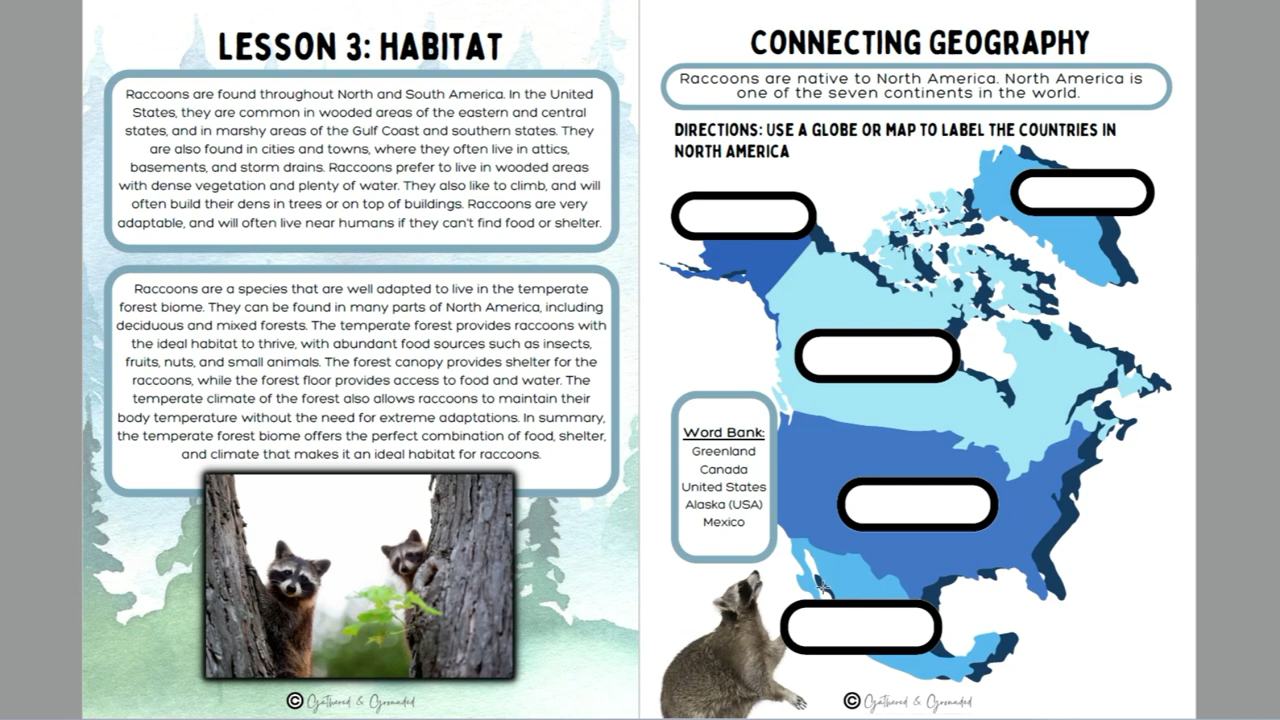 LESSON 3: HABITAT
Raccoons are found throughout North and South America. In the United
States, they are common in wooded areas of the eastern and central
states, and in marshy areas of the Gulf Coast and southern states. They
are also found in cities and towns, where they often live in attics,
basements, and storm drains. Raccoons prefer to live in wooded areas
with dense vegetation and plenty of water. They also like to climb, and will
often build their dens in trees or on top of buildings. Raccoons are very
adaptable, and will often live near humans if they can't find food or shelter.
Raccoons are a species that are well adapted to live in the temperate
forest biome. They can be found in many parts of North America, including
deciduous and mixed forests. The temperate forest provides raccoons with
the ideal habitat to thrive, with abundant food sources such as insects,
fruits, nuts, and small animals. The forest canopy provides shelter for the
raccoons, while the forest floor provides access to food and water. The
temperate climate of the forest also allows raccoons to maintain their
body temperature without the need for extreme adaptations. In summary,
the temperate forest biome offers the perfect combination of food, shelter,
and climate that makes it an ideal habitat for raccoons.
© Gathered & Grounded
CONNECTING GEOGRAPHY
Raccoons are native to North America. North America is
one of the seven continents in the world.
DIRECTIONS: USE A GLOBE OR MAP TO LABEL THE COUNTRIES IN
NORTH AMERICA
Word Bank:
Greenland
Canada
United States
Alaska (USA)
Mexico
© Gathered & Grounded